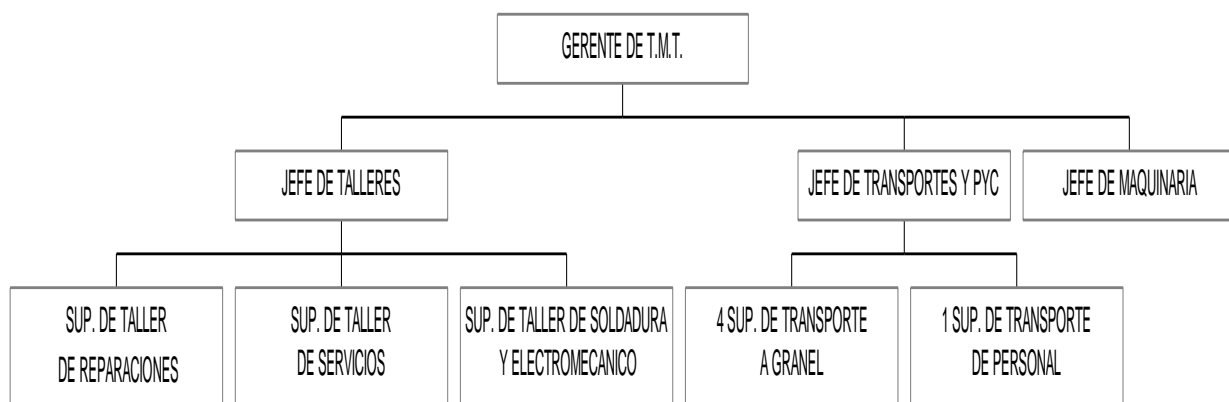 GERENTE DE T.M.T.
JEFE DE TALLERES
JEFE DE TRANSPORTES Y PYC
JEFE DE MAQUINARIA
SUP. DE TALLER
DE REPARACIONES
SUP. DE TALLER
DE SERVICIOS
SUP. DE TALLER DE SOLDADURA
Y ELECTROMECANICO
4 SUP. DE TRANSPORTE
A GRANEL
1 SUP. DE TRANSPORTE
DE PERSONAL